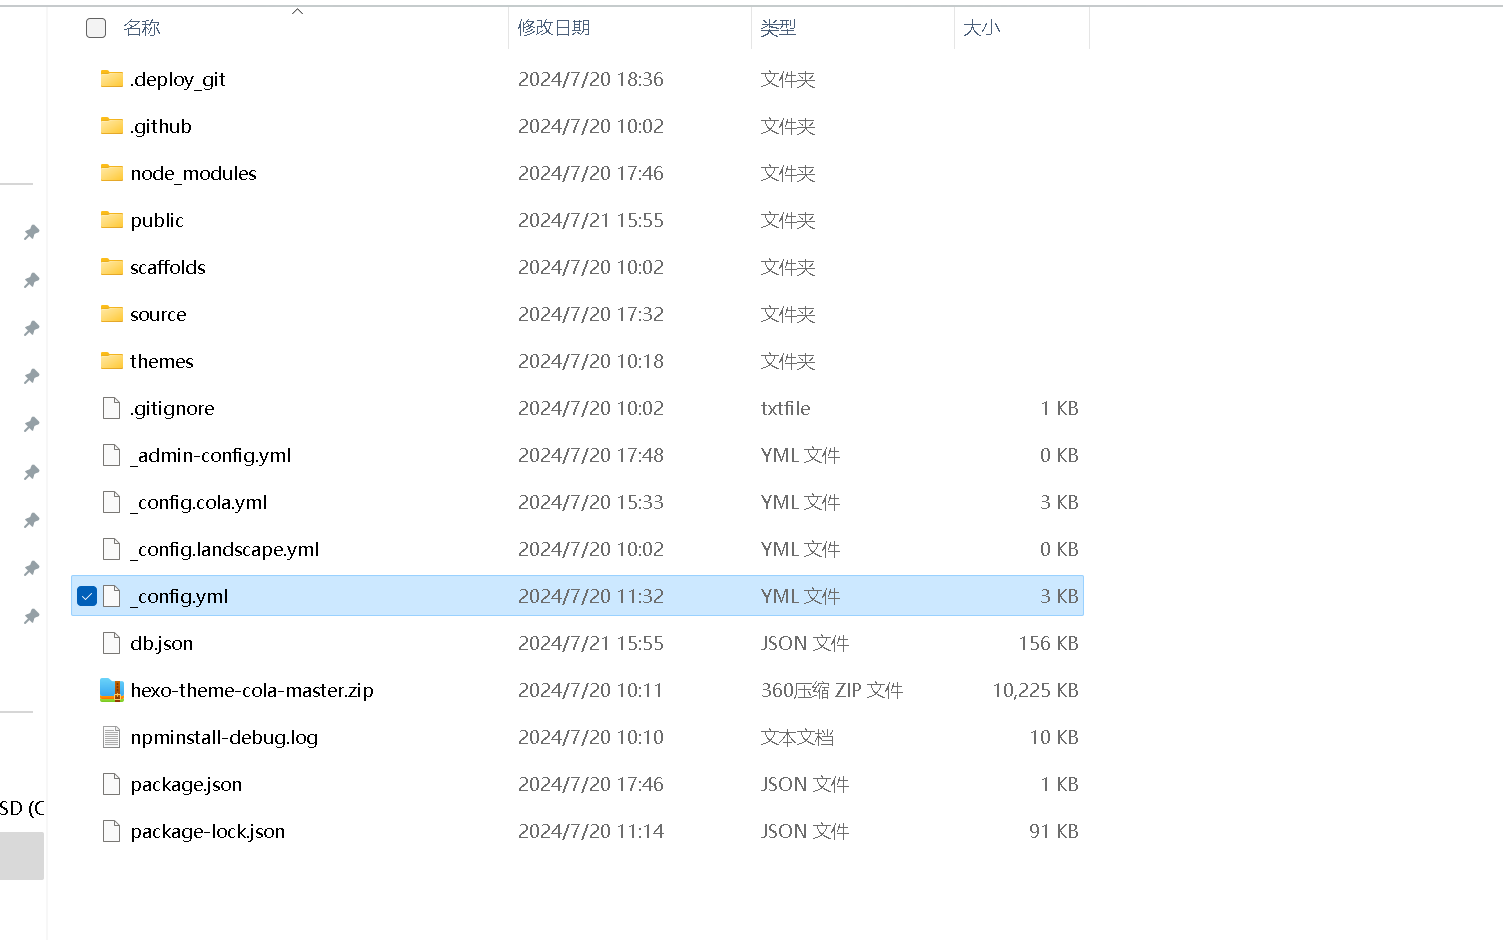 名称 修改日期 类型 大小
.deploy_git 2024/7/20 18:36 文件夹
.github 2024/7/20 10:02 文件夹
node_modules 2024/7/20 17:46 文件夹
public 2024/7/21 15:55 文件夹
scaffolds 2024/7/20 10:02 文件夹
source 2024/7/20 17:32 文件夹
themes 2024/7/20 10:18 文件夹
.gitignore 2024/7/20 10:02 txtfile 1 KB
_admin-config.yml 2024/7/20 17:48 YML 文件 0 KB
_config.cola.yml 2024/7/20 15:33 YML 文件 3 KB
_config.landscape.yml 2024/7/20 10:02 YML 文件 0 KB
_config.yml 2024/7/20 11:32 YML 文件 3 KB
db.json 2024/7/21 15:55 JSON 文件 156 KB
hexo-theme-cola-master.zip 2024/7/20 10:11 360压缩 ZIP 文件 10,225 KB
npminstall-debug.log 2024/7/20 10:10 文本文档 10 KB
package.json 2024/7/20 17:46 JSON 文件 1 KB
SD (C
package-lock.json 2024/7/20 11:14 JSON 文件 91 KB